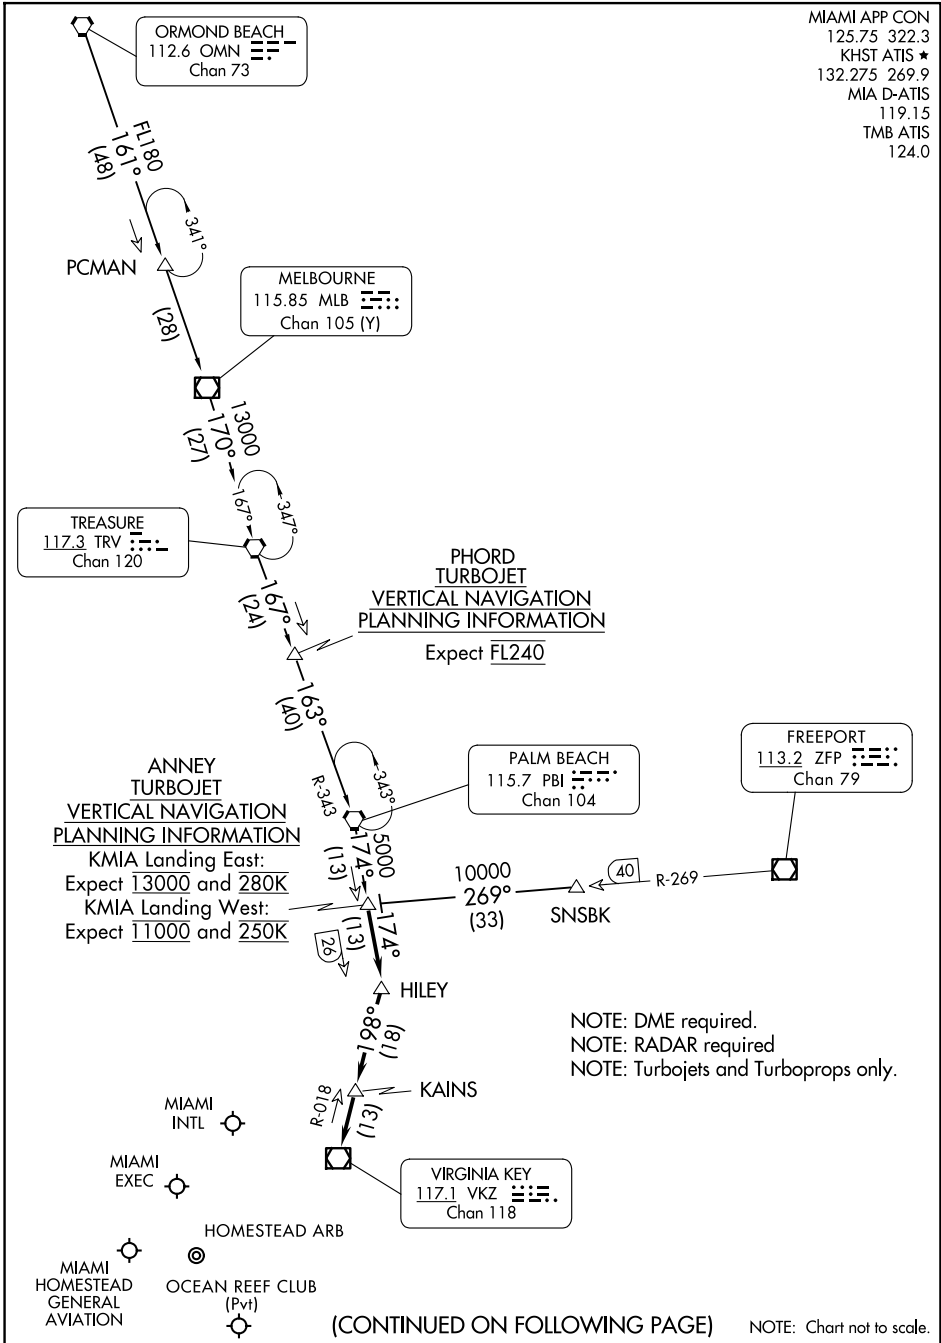 MIAMI APP CON
125.75 322.3
KHST ATIS ★
132.275 269.9
MIA D-ATIS
119.15
TMB ATIS
124.0
ORMOND BEACH
112.6 OMN
Chan 73
FL180
161°
(48)
341°
PCMAN
(28)
MELBOURNE
115.85 MLB
Chan 105 (Y)
13000
170°
(27)
167°
347°
TREASURE
117.3 TRV
Chan 120
167°
(24)
PHORD
TURBOJET
VERTICAL NAVIGATION
PLANNING INFORMATION
Expect FL240
163°
(40)
R-343
343°
PALM BEACH
115.7 PBI
Chan 104
FREEPORT
113.2 ZFP
Chan 79
ANNEY
TURBOJET
VERTICAL NAVIGATION
PLANNING INFORMATION
KMIA Landing East:
Expect 13000 and 280K
KMIA Landing West:
Expect 11000 and 250K
5000
174°
(13)
10000
269°
(33)
40
R-269
SNSBK
174°
(13)
26
HILEY
198°
(18)
NOTE: DME required.
NOTE: RADAR required
NOTE: Turbojets and Turboprops only.
KAINS
R-018
(13)
VIRGINIA KEY
117.1 VKZ
Chan 118
MIAMI
INTL
MIAMI
EXEC
HOMESTEAD ARB
MIAMI
HOMESTEAD
GENERAL
AVIATION
OCEAN REEF CLUB
(Pvt)
(CONTINUED ON FOLLOWING PAGE)
NOTE: Chart not to scale.